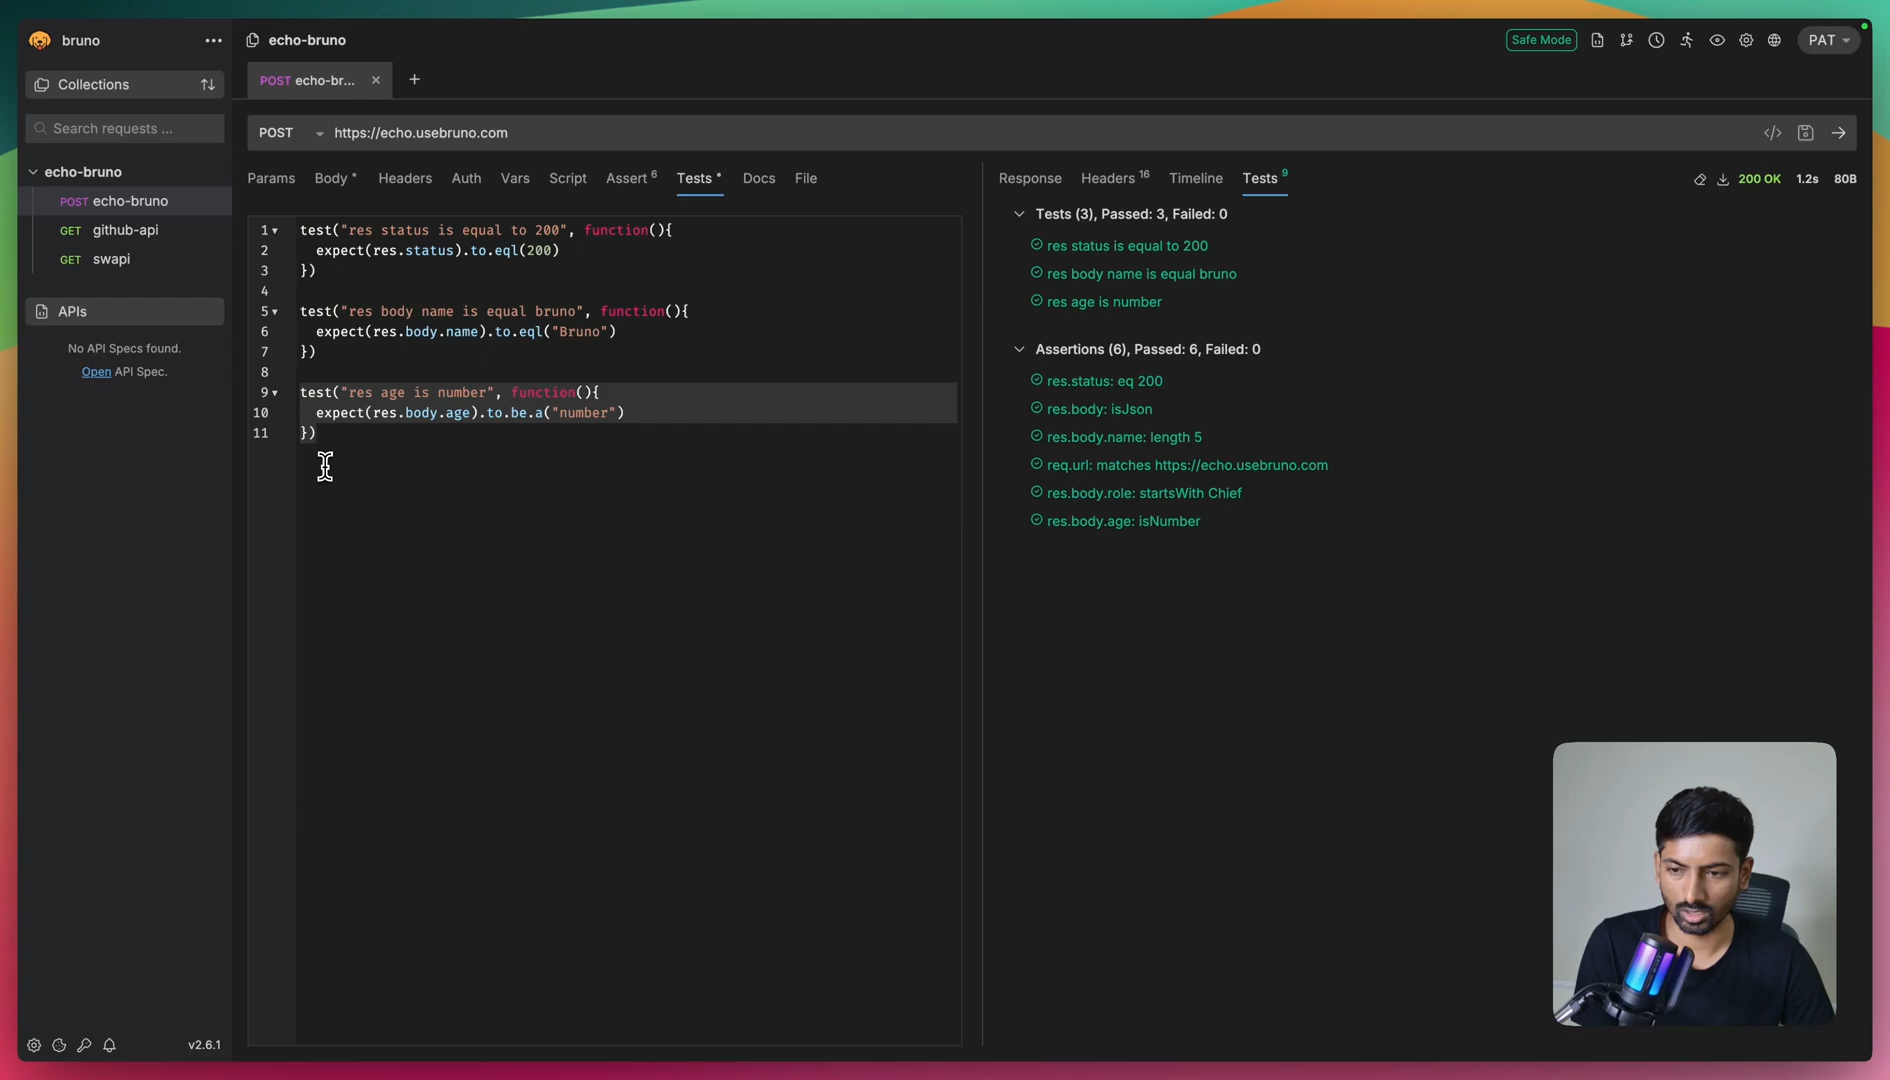 bruno
echo-bruno
Safe Mode
PAT
Collections
POST echo-br...
Search requests ...
POST https://echo.usebruno.com
echo-bruno
POST echo-bruno
GET github-api
GET swapi
APIs
No API Specs found.
Open API Spec.
v2.6.1
Params Body Headers Auth Vars Script Assert 6 Tests Docs File
1 test("res status is equal to 200", function(){
2 expect(res.status).to.eql(200)
3 })
4
5 test("res body name is equal bruno", function(){
6 expect(res.body.name).to.eql("Bruno")
7 })
8
9 test("res age is number", function(){
10 expect(res.body.age).to.be.a("number")
11 })
Response Headers 16 Timeline Tests 9
200 OK 1.2s 80B
Tests (3), Passed: 3, Failed: 0
res status is equal to 200
res body name is equal bruno
res age is number
Assertions (6), Passed: 6, Failed: 0
res.status: eq 200
res.body: isJson
res.body.name: length 5
req.url: matches https://echo.usebruno.com
res.body.role: startsWith Chief
res.body.age: isNumber